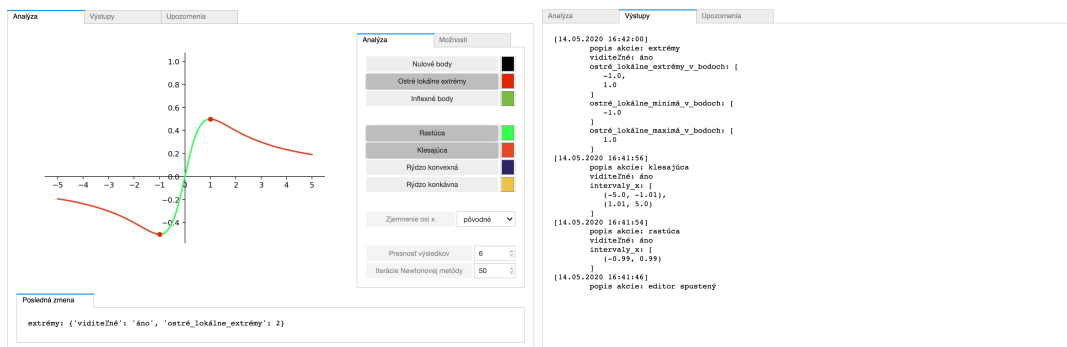 Analýza Výstupy Upozornenia
1.0
0.8
0.6
0.4
0.2
0.0
−5 −4 −3 −2 −1 0 1 2 3 4 5
−0.2
−0.4
Analýza Možnosti
Nulové body
Ostré lokálne extrémy
Inflexné body
Rastúca
Klesajúca
Rýdzo konvexná
Rýdzo konkávna
Zjemnenie osi x pôvodné
Presnosť výsledkov 6
Iterácie Newtonovej metódy 50
Posledná zmena
extrémy: {'viditeľné': 'áno', 'ostré_lokálne_extrémy': 2}
Analýza Výstupy Upozornenia
[14.05.2020 16:42:00]
popis akcie: extrémy
viditeľné: áno
ostré_lokálne_extrémy_v_bodoch: [
-1.0,
1.0
]
ostré_lokálne_minimá_v_bodoch: [
-1.0
]
ostré_lokálne_maximá_v_bodoch: [
1.0
]
[14.05.2020 16:41:56]
popis akcie: klesajúca
viditeľné: áno
intervaly_x: [
(-5.0, -1.01),
(1.01, 5.0)
]
[14.05.2020 16:41:54]
popis akcie: rastúca
viditeľné: áno
intervaly_x: [
(-0.99, 0.99)
]
[14.05.2020 16:41:46]
popis akcie: editor spustený